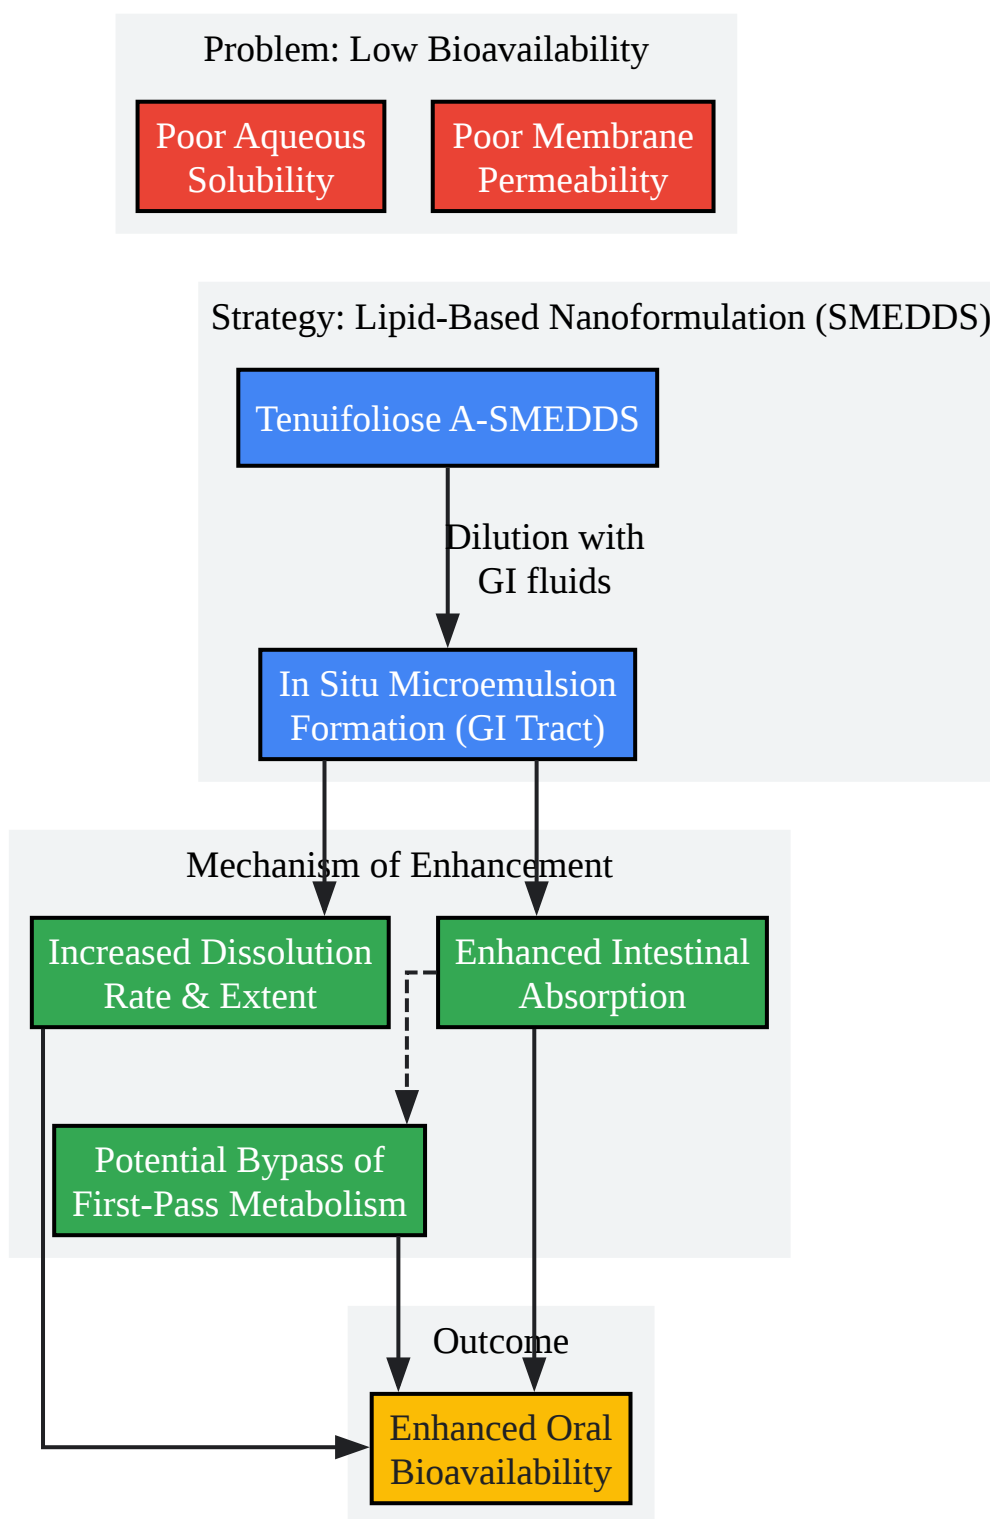 Problem: Low Bioavailability
Poor Aqueous
Solubility
Poor Membrane
Permeability
Strategy: Lipid-Based Nanoformulation (SMEDDS)
Tenuifoliose A-SMEDDS
Dilution with
GI fluids
In Situ Microemulsion
Formation (GI Tract)
Mechanism of Enhancement
Increased Dissolution
Rate & Extent
Enhanced Intestinal
Absorption
Potential Bypass of
First-Pass Metabolism
Outcome
Enhanced Oral
Bioavailability